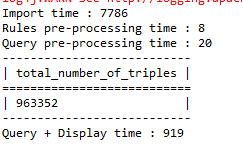 log4j:WARN See http://logging.apac
Import time : 7786
Rules pre-processing time : 8
Query pre-processing time : 20
---------------------------
| total_number_of_triples |
===========================
| 963352                  |
---------------------------
Query + Display time : 919